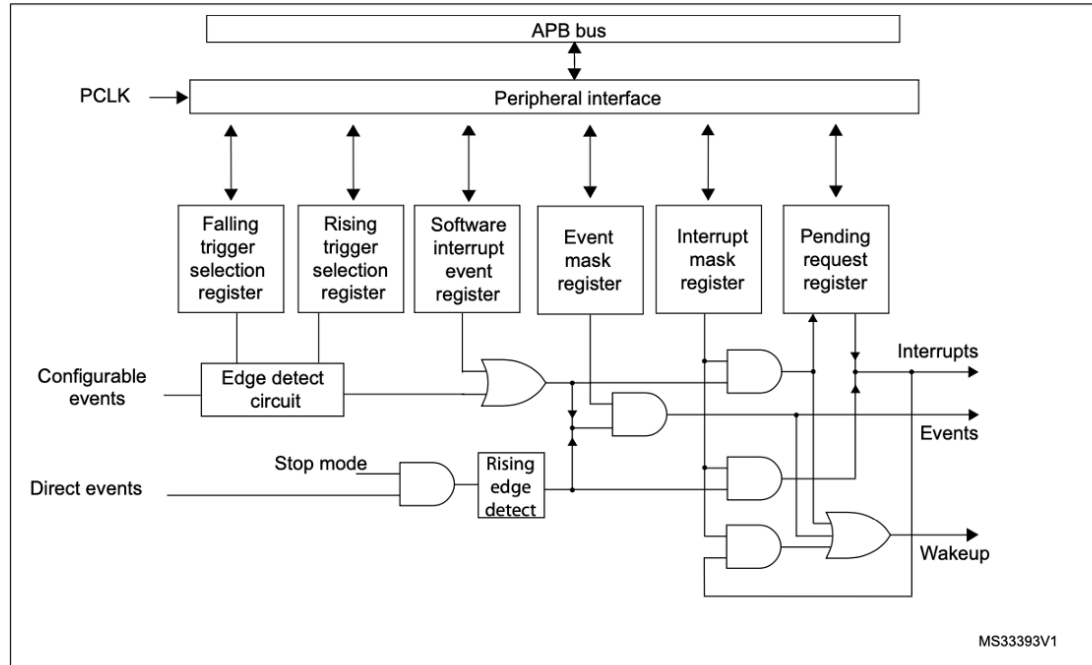 APB bus
PCLK
Peripheral interface
Falling
trigger
selection
register
Rising
trigger
selection
register
Software
interrupt
event
register
Event
mask
register
Interrupt
mask
register
Pending
request
register
Interrupts
Configurable
events
Edge detect
circuit
Events
Stop mode
Rising
edge
detect
Direct events
Wakeup
MS33393V1